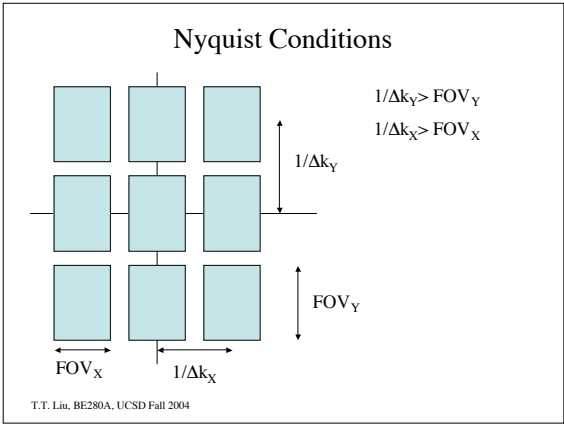 Nyquist Conditions
1/Δk_Y> FOV_Y
1/Δk_X> FOV_X
1/Δk_Y
FOV_Y
FOV_X
1/Δk_X
T.T. Liu, BE280A, UCSD Fall 2004